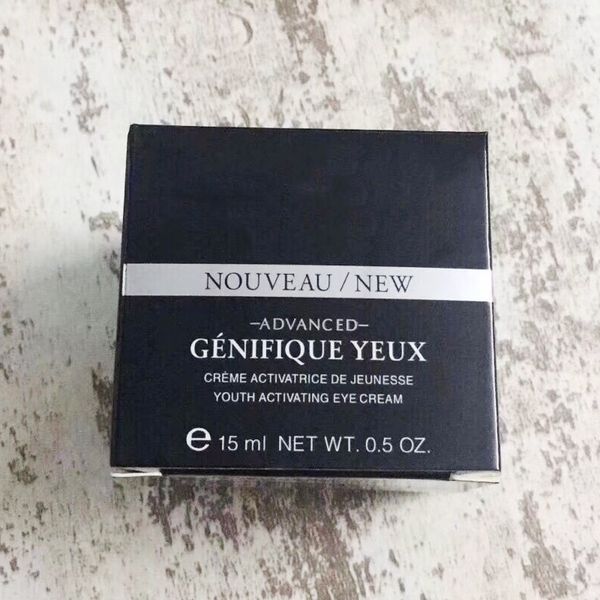 NOUVEAU / NEW
-ADVANCED-
GÉNIFIQUE YEUX
CRÈME ACTIVATRICE DE JEUNESSE
YOUTH ACTIVATING EYE CREAM
e 15 ml NET WT. 0.5 OZ.